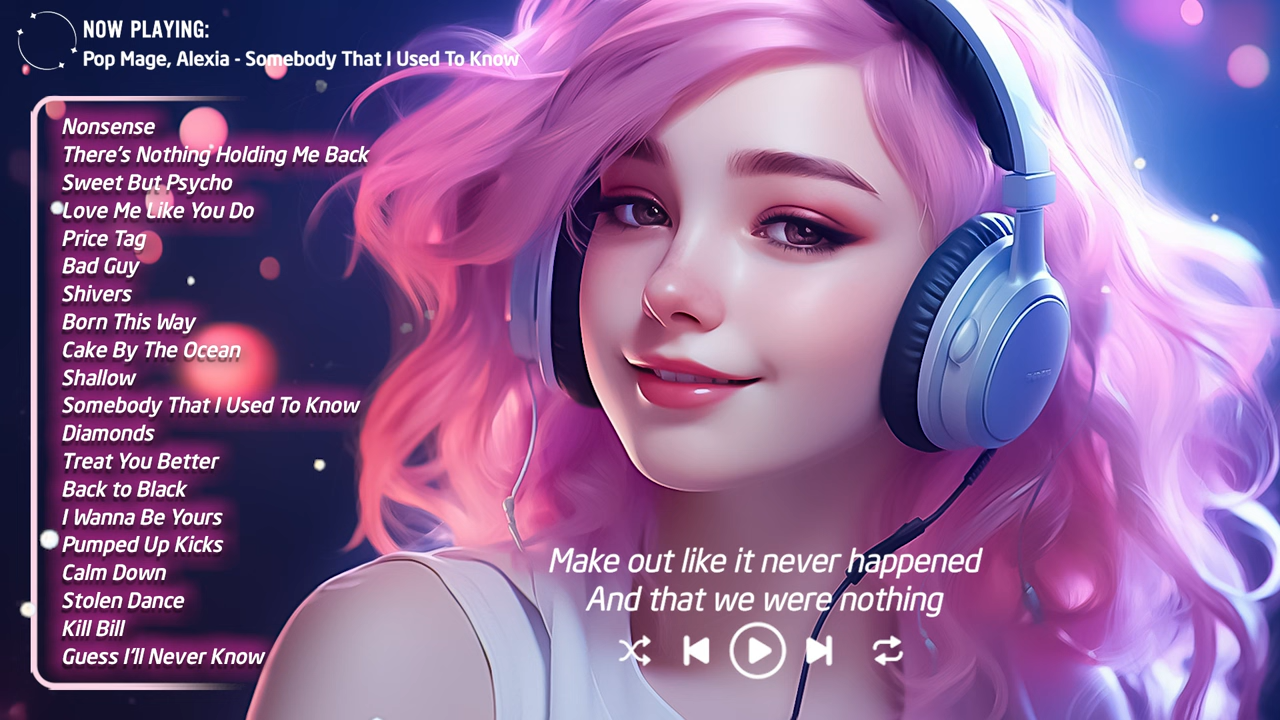 NOW PLAYING:
Pop Mage, Alexia - Somebody That I Used To Know
Nonsense
There's Nothing Holding Me Back
Sweet But Psycho
Love Me Like You Do
Price Tag
Bad Guy
Shivers
Born This Way
Cake By The Ocean
Shallow
Somebody That I Used To Know
Diamonds
Treat You Better
Back to Black
I Wanna Be Yours
Pumped Up Kicks
Calm Down
Stolen Dance
Kill Bill
Guess I'll Never Know
Make out like it never happened
And that we were nothing